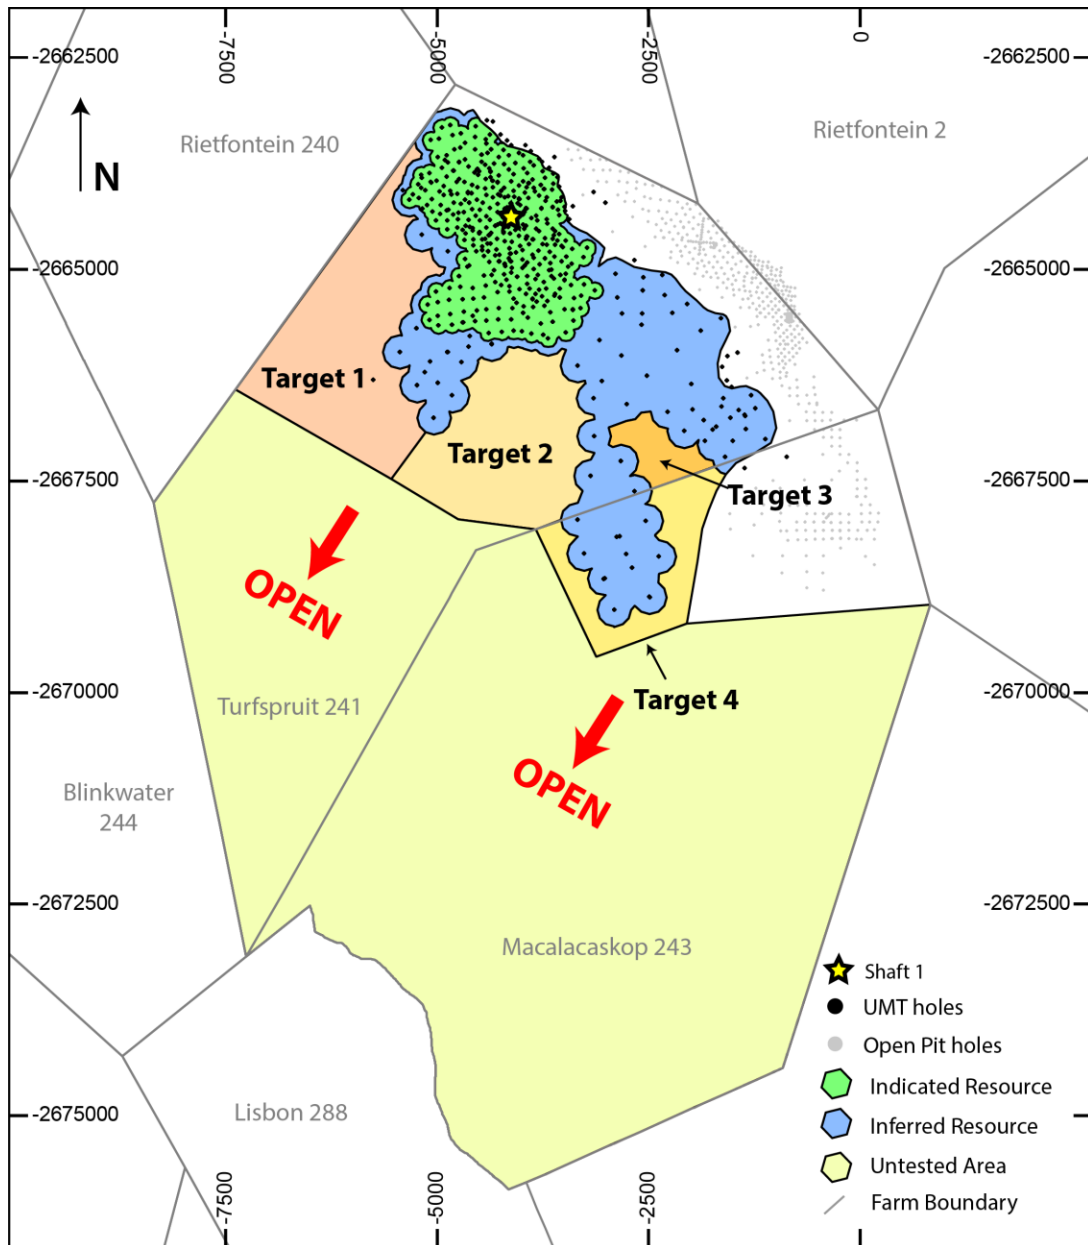 -7500
-5000
-2500
0
-2662500
-2662500
Rietfontein 2
Rietfontein 240
N
-2665000
-2665000
Target 1
Target 2
-2667500
-2667500
Target 3
OPEN
-2670000
-2670000
Target 4
Turfspruit 241
OPEN
Blinkwater
244
-2672500
-2672500
Macalacaskop 243
Shaft 1
UMT holes
Open Pit holes
Indicated Resource
Inferred Resource
Untested Area
Farm Boundary
-2675000
Lisbon 288
-7500
-5000
-2500